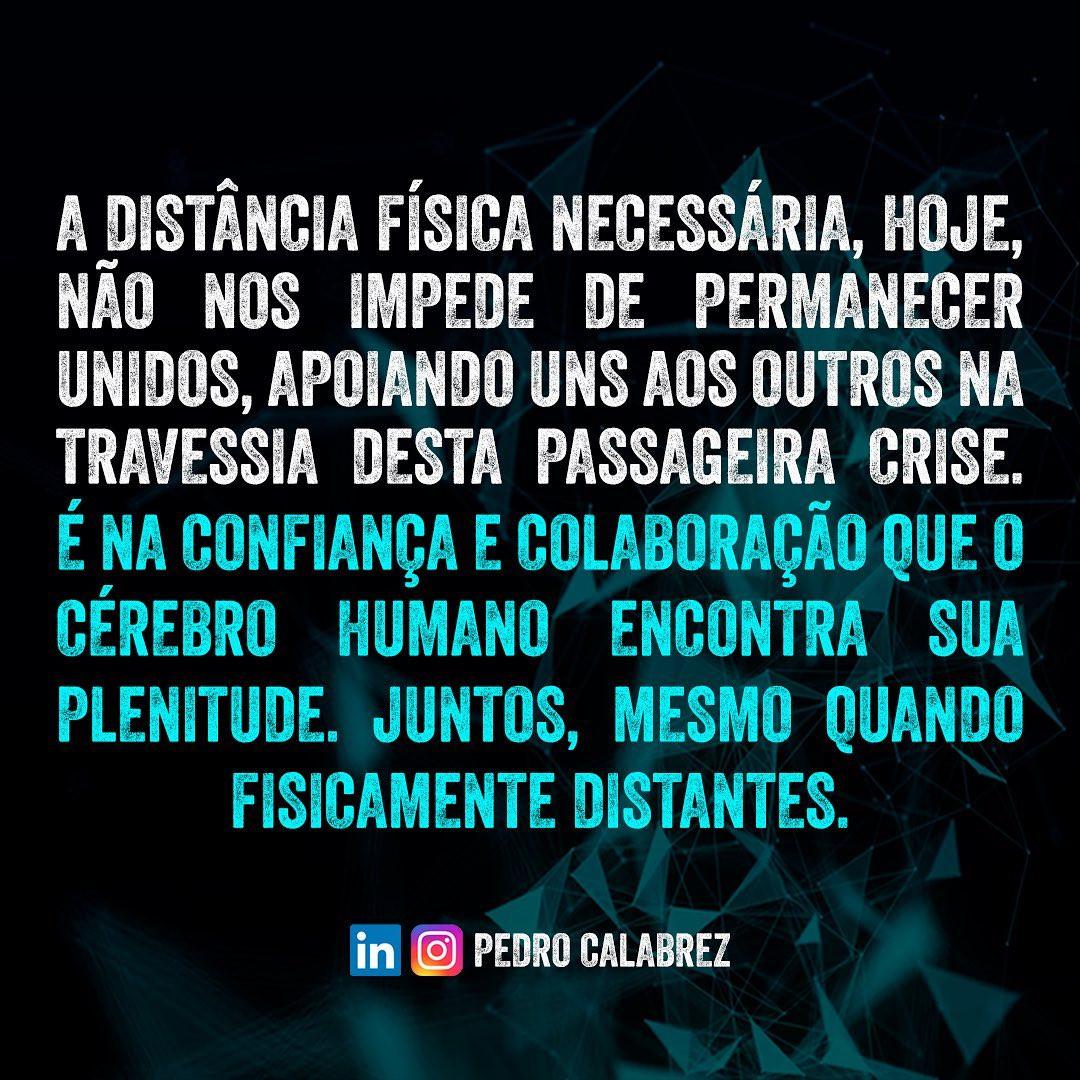 A DISTÂNCIA FÍSICA NECESSÁRIA, HOJE,
NÃO NOS IMPEDE DE PERMANECER
UNIDOS, APOIANDO UNS AOS OUTROS NA
TRAVESSIA DESTA PASSAGEIRA CRISE.
É NA CONFIANÇA E COLABORAÇÃO QUE O
CÉREBRO HUMANO ENCONTRA SUA
PLENITUDE. JUNTOS, MESMO QUANDO
FISICAMENTE DISTANTES.
in PEDRO CALABREZ